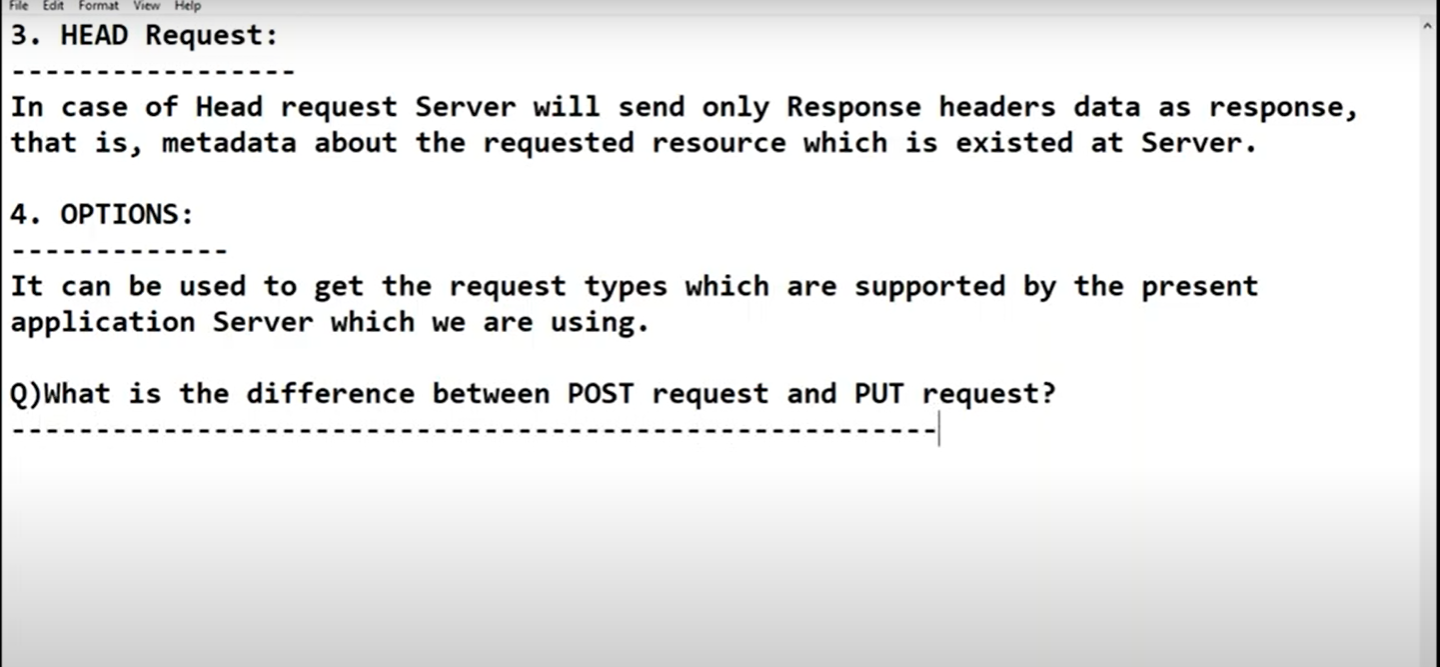 File Edit Format View Help
3. HEAD Request:
-----------------
In case of Head request Server will send only Response headers data as response,
that is, metadata about the requested resource which is existed at Server.
4. OPTIONS:
-------------
It can be used to get the request types which are supported by the present
application Server which we are using.
Q)What is the difference between POST request and PUT request?
-------------------------------------------------------